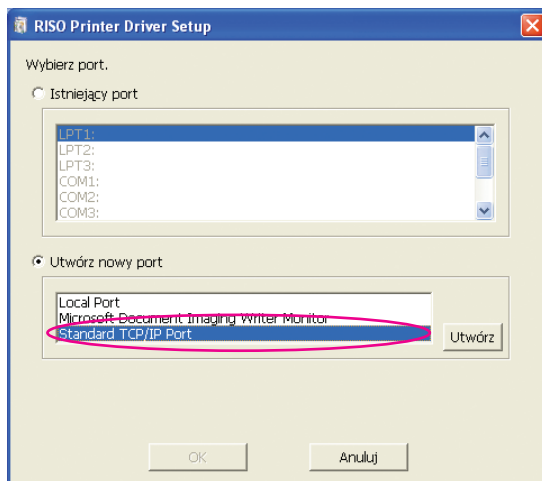 RISO Printer Driver Setup
Wybierz port.
Istniejący port
LPT1:
LPT2:
LPT3:
COM1:
COM2:
COM3:
Utwórz nowy port
Local Port
Microsoft Document Imaging Writer Monitor
Standard TCP/IP Port
Utwórz
OK
Anuluj